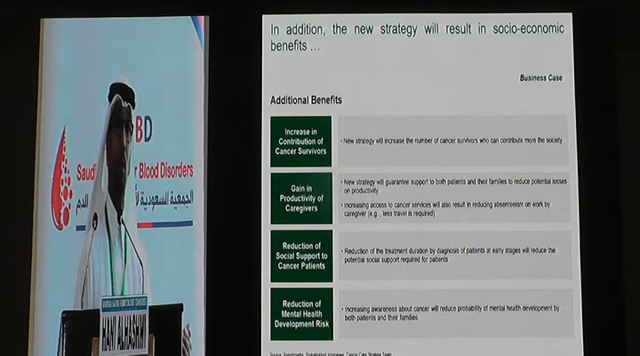 BD
Saudi
r Blood Disorders
الجمعية السعودية لأ
الدم
HANI ALHASHMI
In addition, the new strategy will result in socio-economic
benefits ...
Business Case
Additional Benefits
Increase in
Contribution of
Cancer Survivors
• New strategy will increase the number of cancer survivors who can contribute more the society
Gain in
Productivity of
Caregivers
• New strategy will guarantee support to both patients and their families to reduce potential losses
on productivity
• Increasing access to cancer services will also result in reducing absenteeism on work by
caregiver (e.g., less travel is required)
Reduction of
Social Support to
Cancer Patients
• Reduction of the treatment duration by diagnosis of patients at early stages will reduce the
potential social support required for patients
Reduction of
Mental Health
Development Risk
• Increasing awareness about cancer will reduce probability of mental health development by
both patients and their families